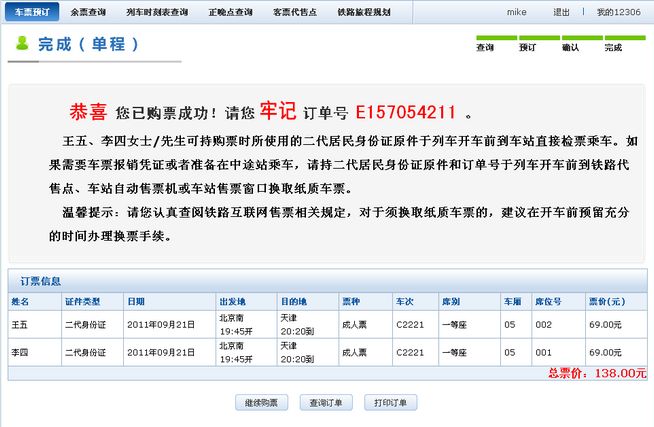 车票预订 余票查询 列车时刻表查询 正晚点查询 客票代售点 铁路旅程规划 mike 退出 我的12306
完成（单程）
查询 预订 确认 完成
恭喜 您已购票成功！请您 牢记 订单号 E157054211 。
王五、李四女士/先生可持购票时所使用的二代居民身份证原件于列车开车前到车站直接检票乘车。如
果需要车票报销凭证或者准备在中途站乘车，请持二代居民身份证原件和订单号于列车开车前到铁路代
售点、车站自动售票机或车站售票窗口换取纸质车票。
温馨提示：请您认真查阅铁路互联网售票相关规定，对于须换取纸质车票的，建议在开车前预留充分
的时间办理换票手续。
订票信息
姓名 证件类型 日期 出发地 目的地 票种 车次 席别 车厢 席位号 票价(元)
王五 二代身份证 2011年09月21日 北京南 19:45开 天津 20:20到 成人票 C2221 一等座 05 002 69.00元
李四 二代身份证 2011年09月21日 北京南 19:45开 天津 20:20到 成人票 C2221 一等座 05 001 69.00元
总票价：138.00元
继续购票 查询订单 打印订单